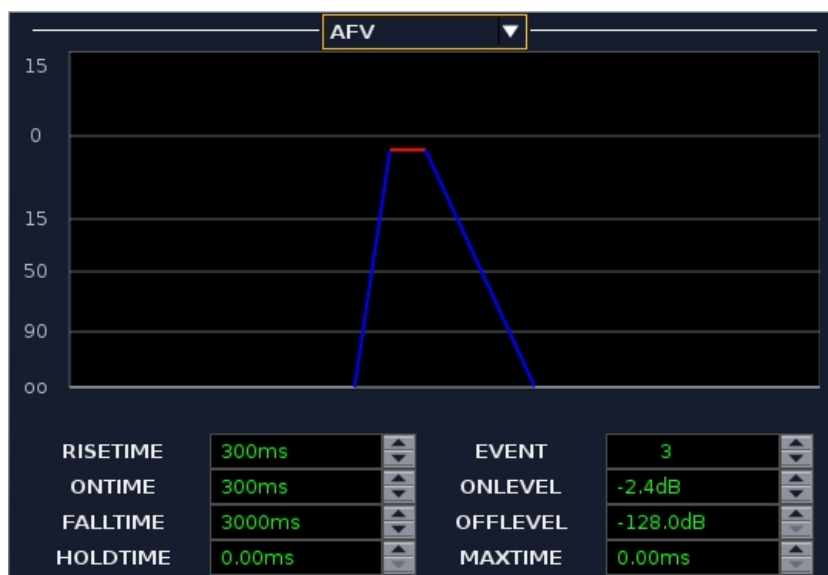 AFV
15
0
15
50
90
oo
RISETIME 300ms EVENT 3
ONTIME 300ms ONLEVEL -2.4dB
FALLTIME 3000ms OFFLEVEL -128.0dB
HOLDTIME 0.00ms MAXTIME 0.00ms